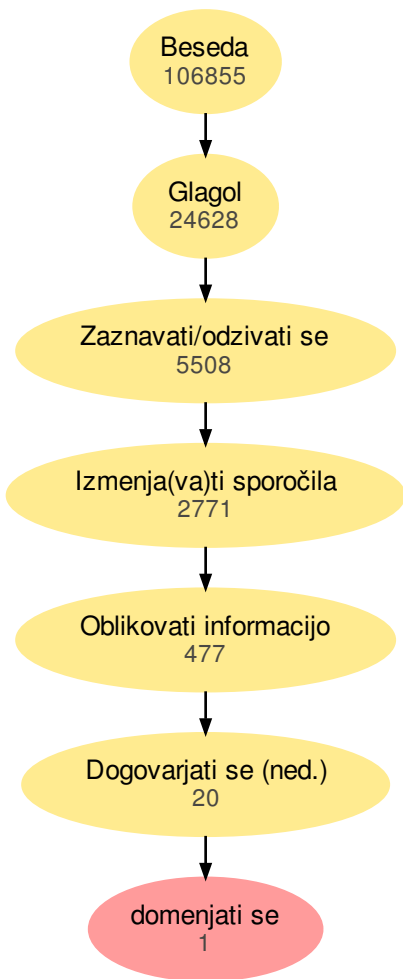 Beseda
106855
Glagol
24628
Zaznavati/odzivati se
5508
Izmenja(va)ti sporočila
2771
Oblikovati informacijo
477
Dogovarjati se (ned.)
20
domenjati se
1